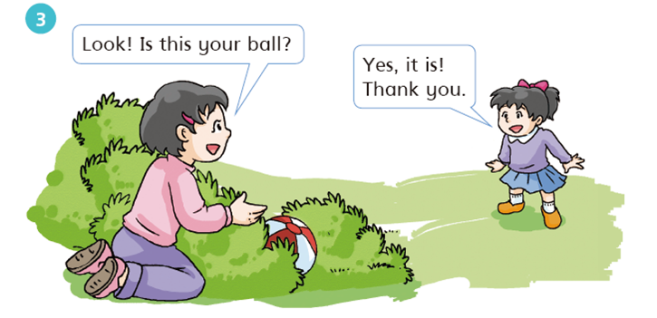 3
Look! Is this your ball?
Yes, it is!
Thank you.